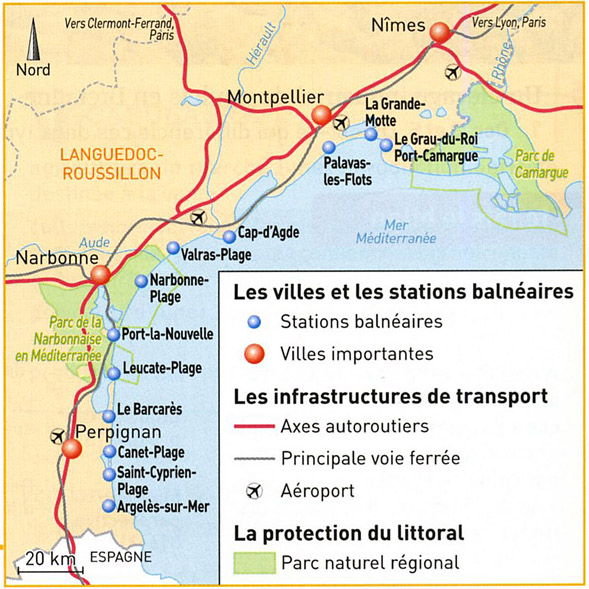 Vers Clermont-Ferrand,
Paris
Nîmes
Vers Lyon, Paris
Nord
Hérault
Rhône
Montpellier
La Grande-
Motte
Le Grau-du-Roi
Port-Camargue
LANGUEDOC-
ROUSSILLON
Palavas-
les-Flots
Parc de
Camargue
Mer
Méditerranée
Cap-d'Agde
Aude
Valras-Plage
Narbonne
Narbonne-
Plage
Parc de la
Narbonnaise
en Méditerranée
Port-la-Nouvelle
Leucate-Plage
Le Barcarès
Perpignan
Canet-Plage
Saint-Cyprien-
Plage
Argelès-sur-Mer
20 km
ESPAGNE
Les villes et les stations balnéaires
Stations balnéaires
Villes importantes
Les infrastructures de transport
Axes autoroutiers
Principale voie ferrée
Aéroport
La protection du littoral
Parc naturel régional